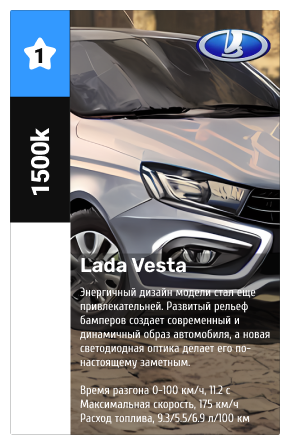 1
1500k
Lada Vesta
Энергичный дизайн модели стал еще
привлекательней. Развитый рельеф
бамперов создает современный и
динамичный образ автомобиля, а новая
светодиодная оптика делает его по-
настоящему заметным.
Время разгона 0-100 км/ч, 11.2 с
Максимальная скорость, 175 км/ч
Расход топлива, 9.3/5.5/6.9 л/100 км